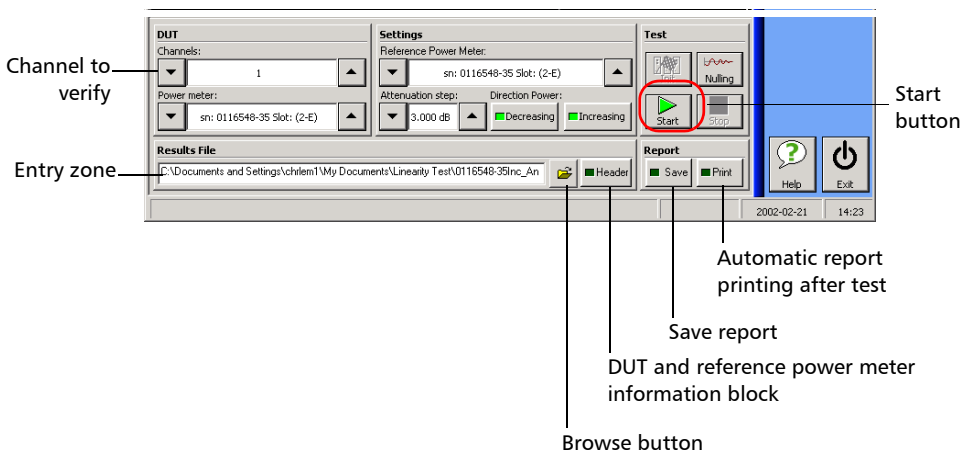 DUT
Channels:
1
Power meter:
sn: 0116548-35 Slot: (2-E)
Settings
Reference Power Meter:
sn: 0116548-35 Slot: (2-E)
Attenuation step:
Direction Power:
3.000 dB
Decreasing
Increasing
Test
Init
Nulling
Start
Stop
Results File
C:\Documents and Settings\chrlem1\My Documents\Linearity Test\0116548-35Inc_An
Header
Report
Save
Print
Help
Exit
2002-02-21
14:23
Channel to
verify
Entry zone
Start
button
Automatic report
printing after test
Save report
DUT and reference power meter
information block
Browse button